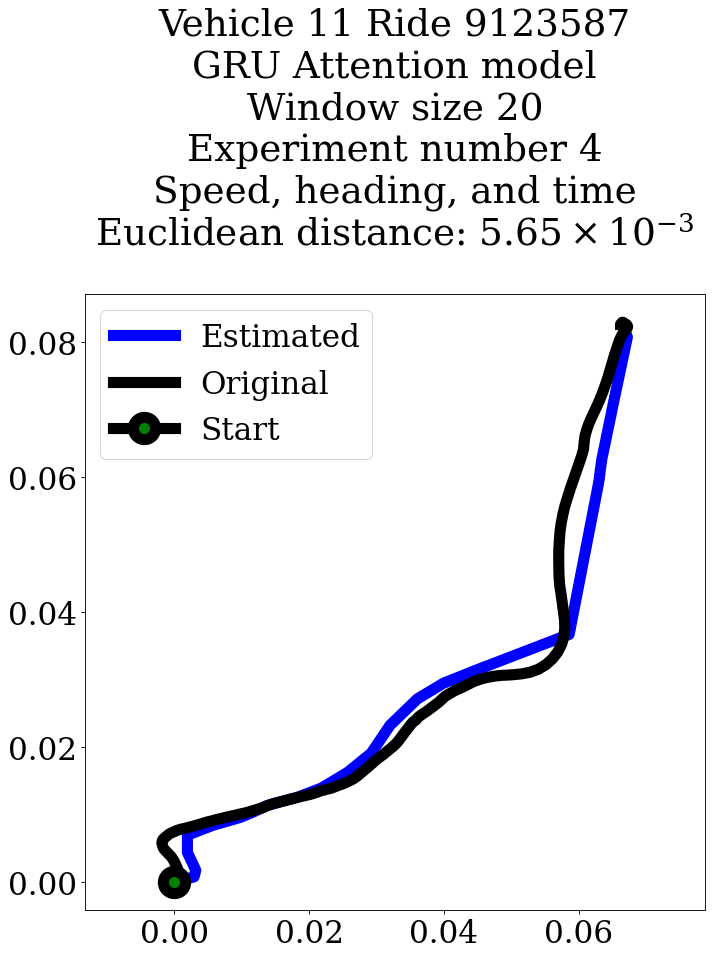 Vehicle 11 Ride 9123587
GRU Attention model
Window size 20
Experiment number 4
Speed, heading, and time
Euclidean distance: 5.65 × 10⁻³
Estimated
Original
Start
0.08
0.06
0.04
0.02
0.00
0.00 0.02 0.04 0.06